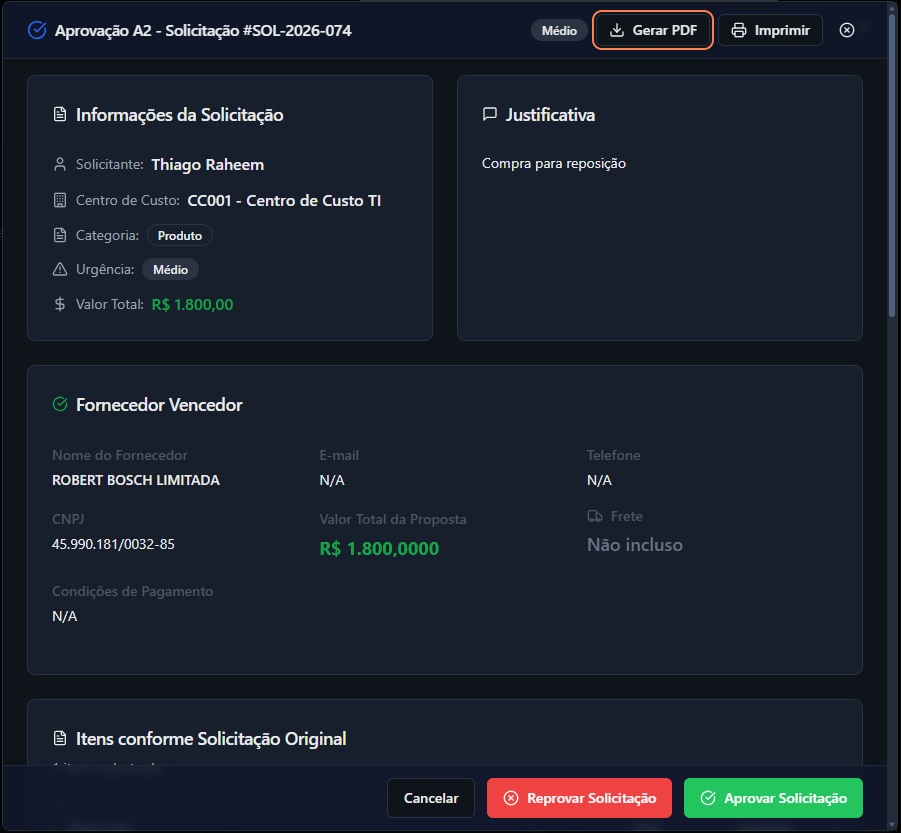 Aprovação A2 - Solicitação #SOL-2026-074
Médio
Gerar PDF
Imprimir
Informações da Solicitação
Solicitante: Thiago Raheem
Centro de Custo: CC001 - Centro de Custo TI
Categoria: Produto
Urgência: Médio
Valor Total: R$ 1.800,00
Justificativa
Compra para reposição
Fornecedor Vencedor
Nome do Fornecedor
ROBERT BOSCH LIMITADA
E-mail
N/A
Telefone
N/A
CNPJ
45.990.181/0032-85
Valor Total da Proposta
R$ 1.800,0000
Frete
Não incluso
Condições de Pagamento
N/A
Itens conforme Solicitação Original
Cancelar
Reprovar Solicitação
Aprovar Solicitação